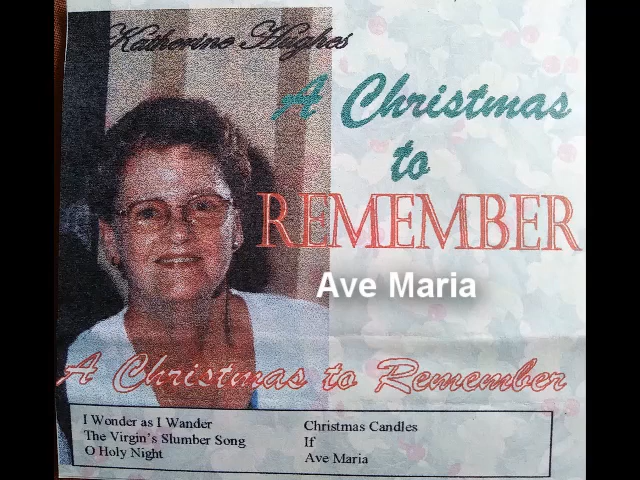 Katherine Hughes
A Christmas
to
REMEMBER
Ave Maria
A Christmas to Remember
I Wonder as I Wander
The Virgin's Slumber Song
O Holy Night
Christmas Candles
If
Ave Maria